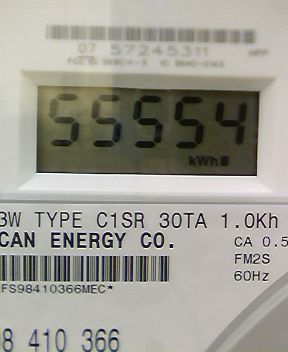 07 57245311
55554
kWh
3W TYPE C1SR 30TA 1.0Kh
CAN ENERGY CO.
CA 0.5
FM2S
60Hz
FS98410366MEC*
8 410 366